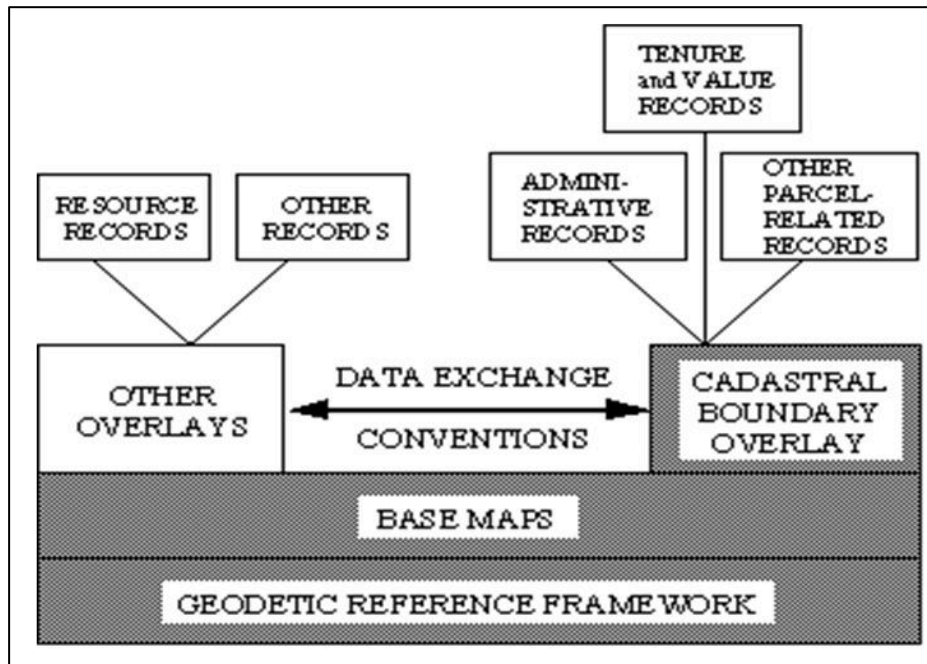 TENURE
and VALUE
RECORDS
RESOURCE
RECORDS
OTHER
RECORDS
ADMINI-
STRATIVE
RECORDS
OTHER
PARCEL-
RELATED
RECORDS
OTHER
OVERLAYS
DATA EXCHANGE
CONVENTIONS
CADASTRAL
BOUNDARY
OVERLAY
BASE MAPS
GEODETIC REFERENCE FRAMEWORK